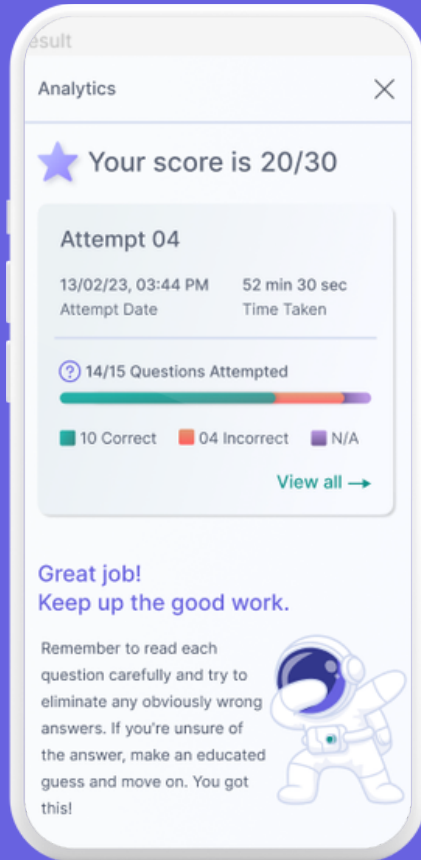 esult
Analytics
Your score is 20/30
Attempt 04
13/02/23, 03:44 PM 52 min 30 sec
Attempt Date Time Taken
? 14/15 Questions Attempted
10 Correct 04 Incorrect N/A
View all →
Great job!
Keep up the good work.
Remember to read each
question carefully and try to
eliminate any obviously wrong
answers. If you're unsure of
the answer, make an educated
guess and move on. You got
this!